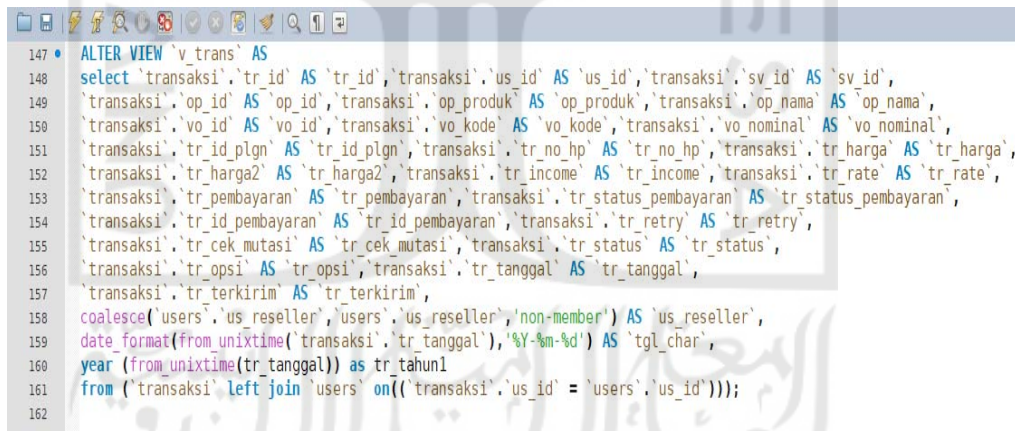 147 ALTER VIEW `v_trans` AS
148 select `transaksi`.`tr_id` AS `tr_id`,`transaksi`.`us_id` AS `us_id`,`transaksi`.`sv_id` AS `sv_id`,
149 `transaksi`.`op_id` AS `op_id`,`transaksi`.`op_produk` AS `op_produk`,`transaksi`.`op_nama` AS `op_nama`,
150 `transaksi`.`vo_id` AS `vo_id`,`transaksi`.`vo_kode` AS `vo_kode`,`transaksi`.`vo_nominal` AS `vo_nominal`,
151 `transaksi`.`tr_id_plgn` AS `tr_id_plgn`,`transaksi`.`tr_no_hp` AS `tr_no_hp`,`transaksi`.`tr_harga` AS `tr_harga`,
152 `transaksi`.`tr_harga2` AS `tr_harga2`,`transaksi`.`tr_income` AS `tr_income`,`transaksi`.`tr_rate` AS `tr_rate`,
153 `transaksi`.`tr_pembayaran` AS `tr_pembayaran`,`transaksi`.`tr_status_pembayaran` AS `tr_status_pembayaran`,
154 `transaksi`.`tr_id_pembayaran` AS `tr_id_pembayaran`,`transaksi`.`tr_retry` AS `tr_retry`,
155 `transaksi`.`tr_cek_mutasi` AS `tr_cek_mutasi`,`transaksi`.`tr_status` AS `tr_status`,
156 `transaksi`.`tr_opsi` AS `tr_opsi`,`transaksi`.`tr_tanggal` AS `tr_tanggal`,
157 `transaksi`.`tr_terkirim` AS `tr_terkirim`,
158 coalesce(`users`.`us_reseller`,`users`.`us_reseller`,'non-member') AS `us_reseller`,
159 date_format(from_unixtime(`transaksi`.`tr_tanggal`),'%Y-%m-%d') AS `tgl_char`,
160 year (from_unixtime(tr_tanggal)) as tr_tahun1
161 from (`transaksi` left join `users` on((`transaksi`.`us_id` = `users`.`us_id`)));
162